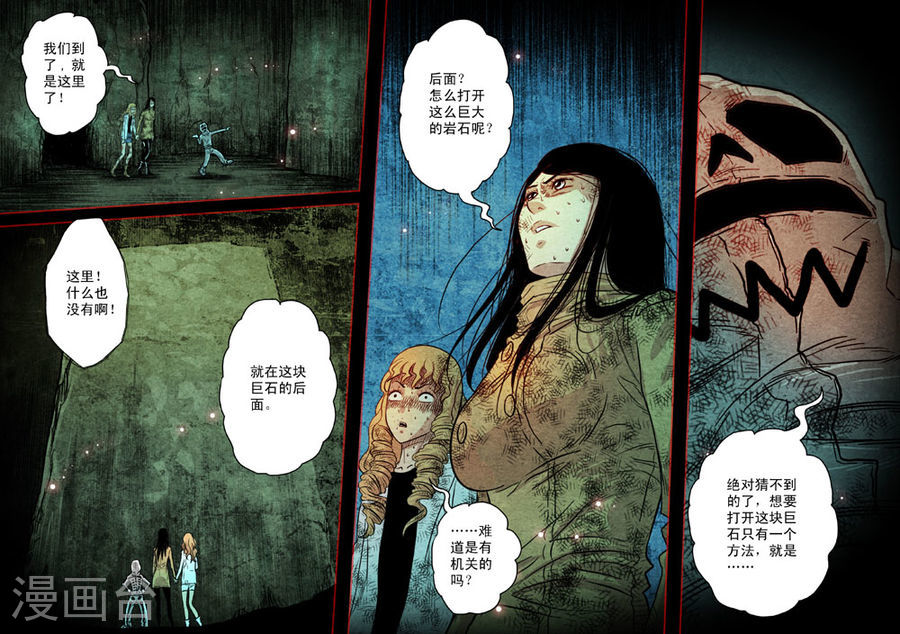 我们到
了，就
是这里
了！
这里！
什么也
没有啊！
就在这块
巨石的后
面。
后面？
怎么打开
这么巨大
的岩石呢？
……难
道是有
机关的
吗？
绝对猜不到
的了，想要
打开这块巨
石只有一个
方法，就是
……
漫画台